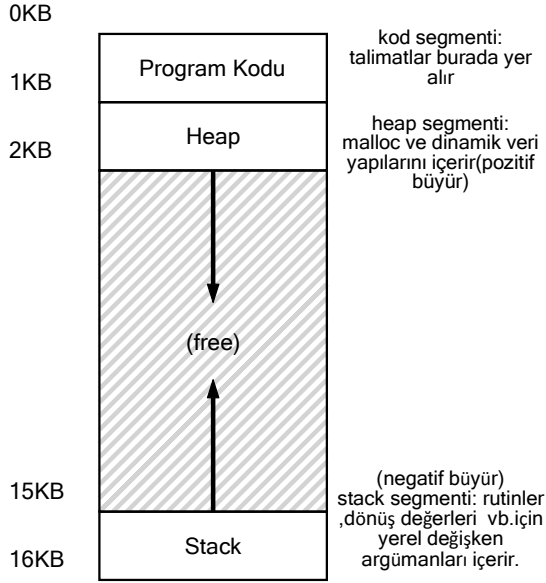 0KB
Program Kodu
kod segmenti:
talimatlar burada yer
alır
1KB
Heap
heap segmenti:
malloc ve dinamik veri
yapılarını içerir(pozitif
büyür)
2KB
(free)
15KB
(negatif büyür)
stack segmenti: rutinler
,dönüş değerleri vb.için
yerel değişken
argümanları içerir.
Stack
16KB